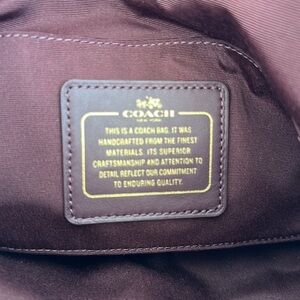 COACH
NEW YORK
THIS IS A COACH BAG. IT WAS
HANDCRAFTED FROM THE FINEST
MATERIALS. ITS SUPERIOR
CRAFTSMANSHIP AND ATTENTION TO
DETAIL REFLECT OUR COMMITMENT
TO ENDURING QUALITY.